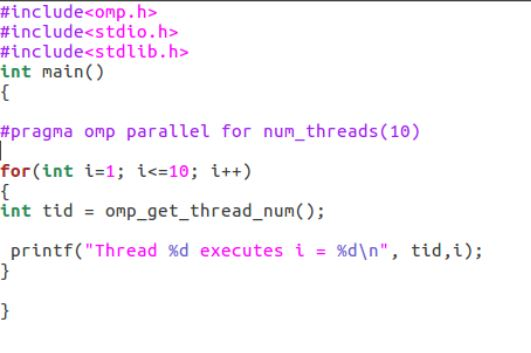 #include<omp.h>
#include<stdio.h>
#include<stdlib.h>
int main()
{
#pragma omp parallel for num_threads(10)
for(int i=1; i<=10; i++)
{
int tid = omp_get_thread_num();
printf("Thread %d executes i = %d\n", tid,i);
}
}